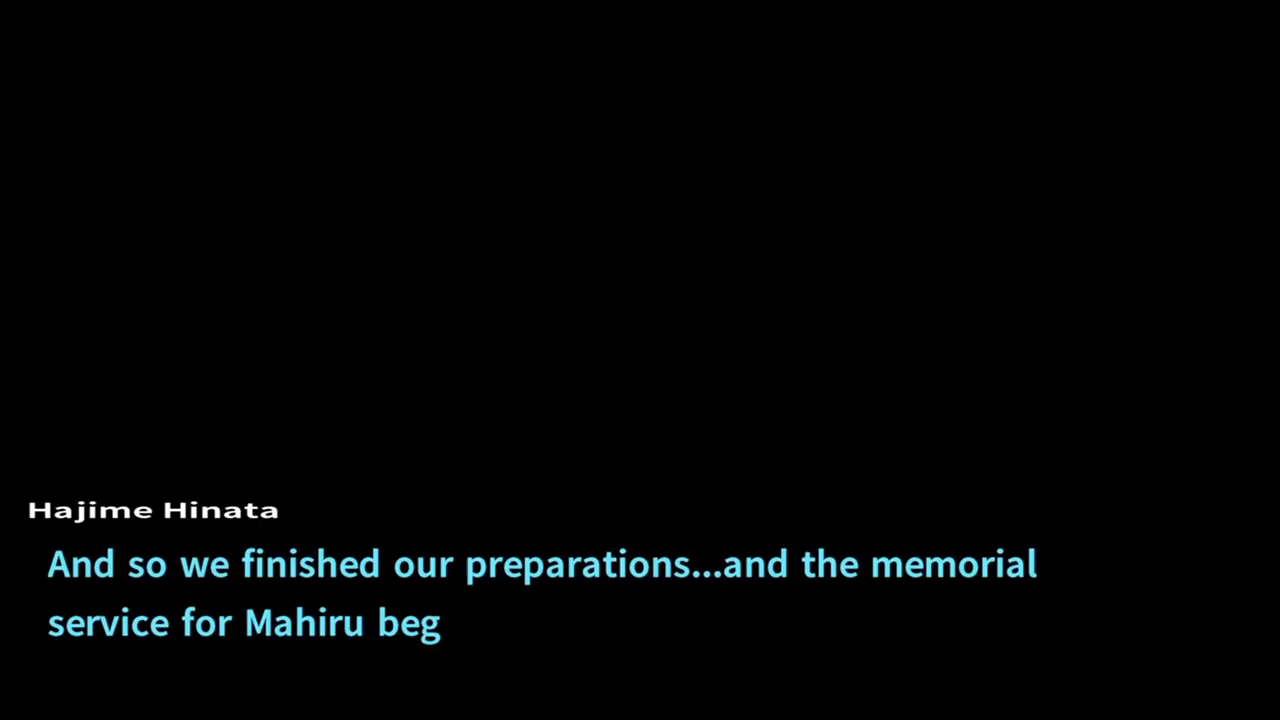 Hajime Hinata
And so we finished our preparations...and the memorial
service for Mahiru beg